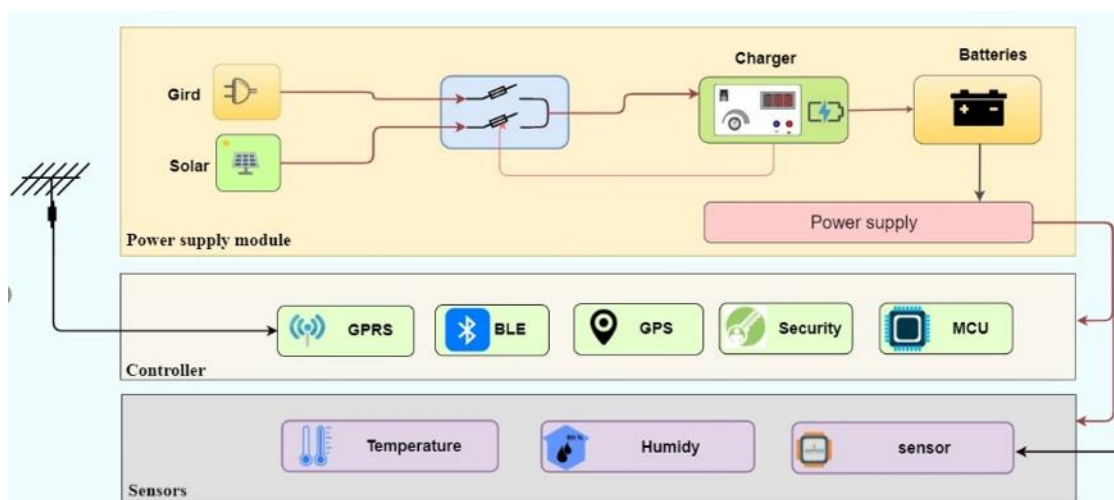 Charger
Batteries
Gird
Solar
Power supply module
Power supply
GPRS
BLE
GPS
Security
MCU
Controller
Temperature
Humidy
sensor
Sensors